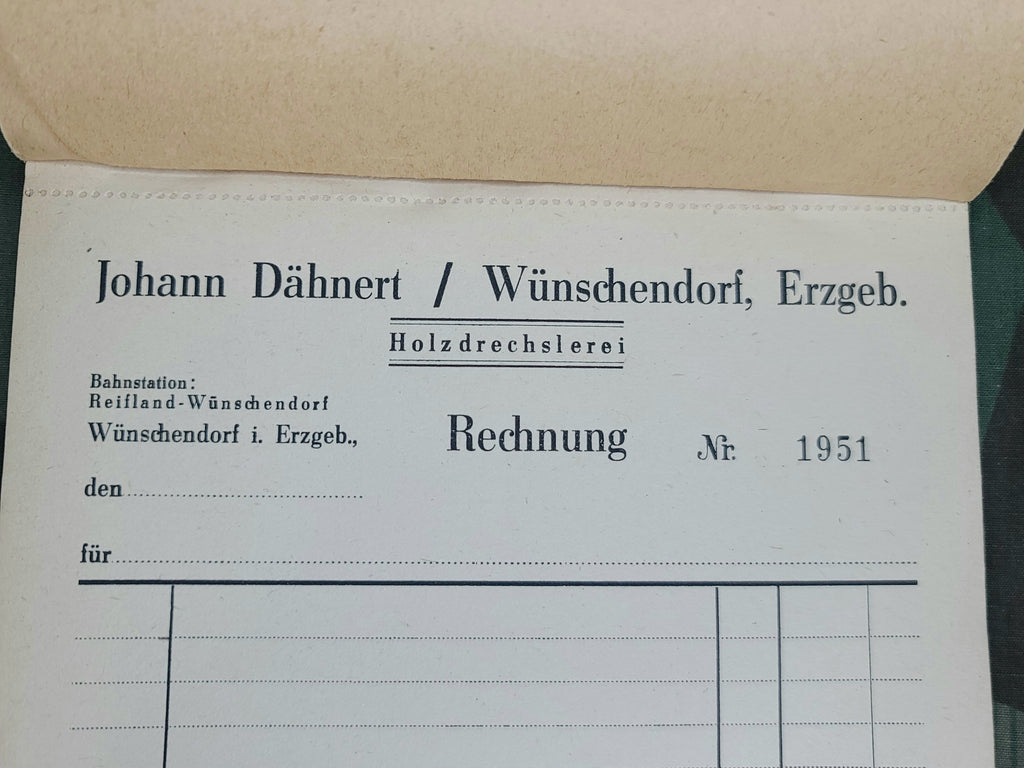 Johann Dähnert / Wünschendorf, Erzgeb.
Holzdrechslerei
Bahnstation:
Reifland-Wünschendorf
Wünschendorf i. Erzgeb.,
Rechnung Nr. 1951
den
für